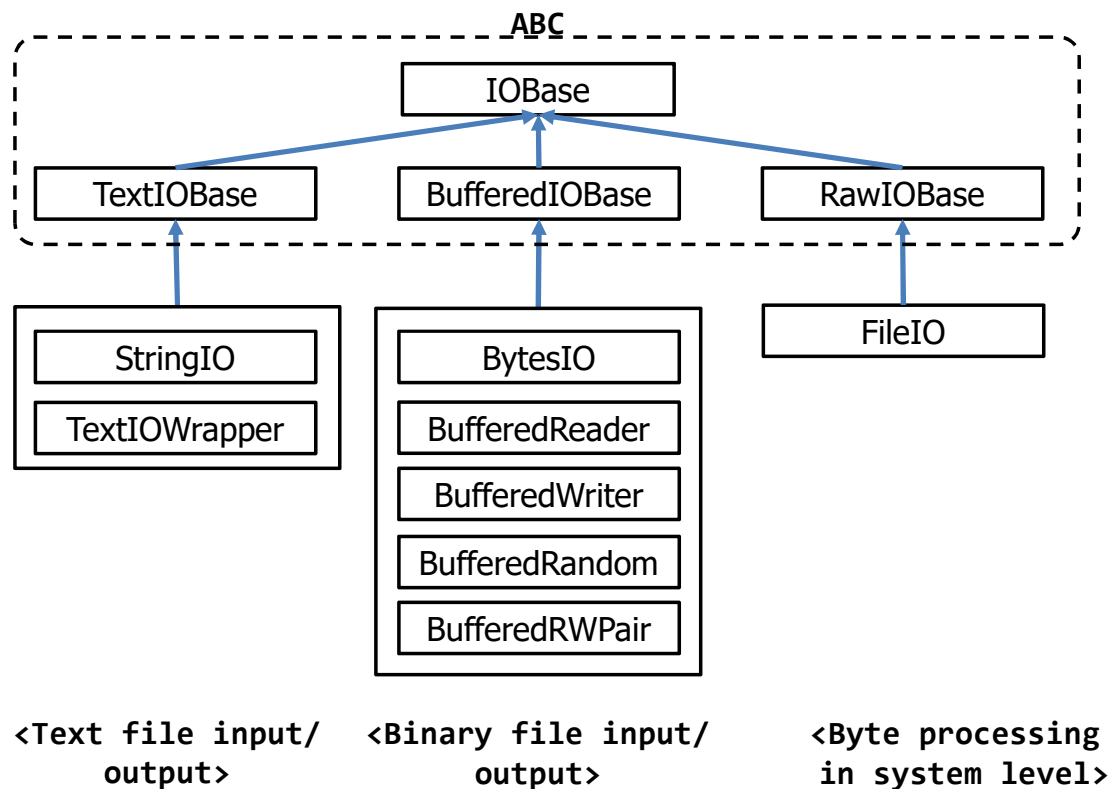 ABC
IOBase
TextIOBase
BufferedIOBase
RawIOBase
StringIO
TextIOWrapper
BytesIO
BufferedReader
BufferedWriter
BufferedRandom
BufferedRWPair
FileIO
<Text file input/
output>
<Binary file input/
output>
<Byte processing
in system level>